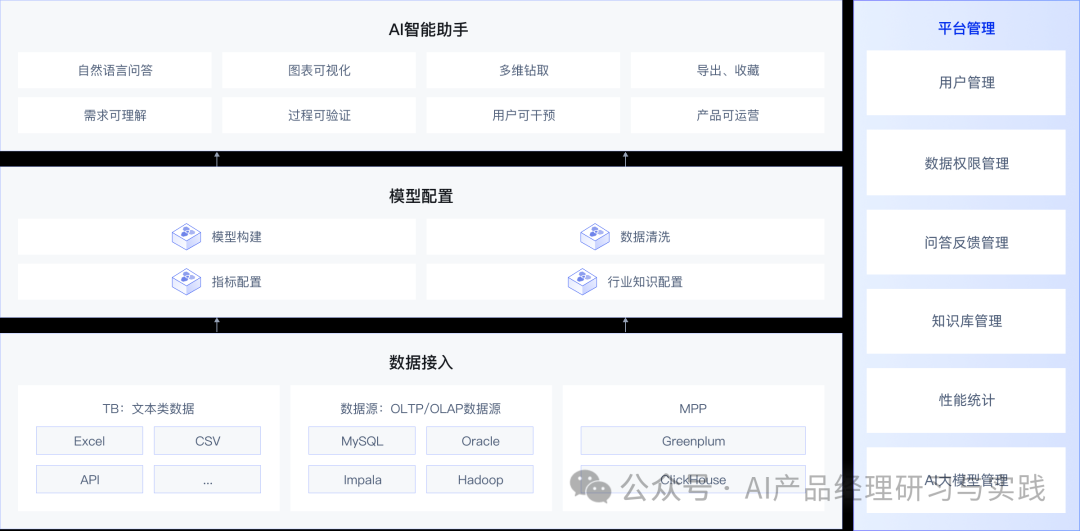 AI智能助手
自然语言问答 图表可视化 多维钻取 导出、收藏
需求可理解 过程可验证 用户可干预 产品可运营
模型配置
模型构建 数据清洗
指标配置 行业知识配置
数据接入
TB：文本类数据 数据源：OLTP/OLAP数据源 MPP
Excel CSV MySQL Oracle Greenplum
API ... Impala Hadoop ClickHouse
平台管理
用户管理
数据权限管理
问答反馈管理
知识库管理
性能统计
AI大模型管理
公众号·AI产品经理研习与实践